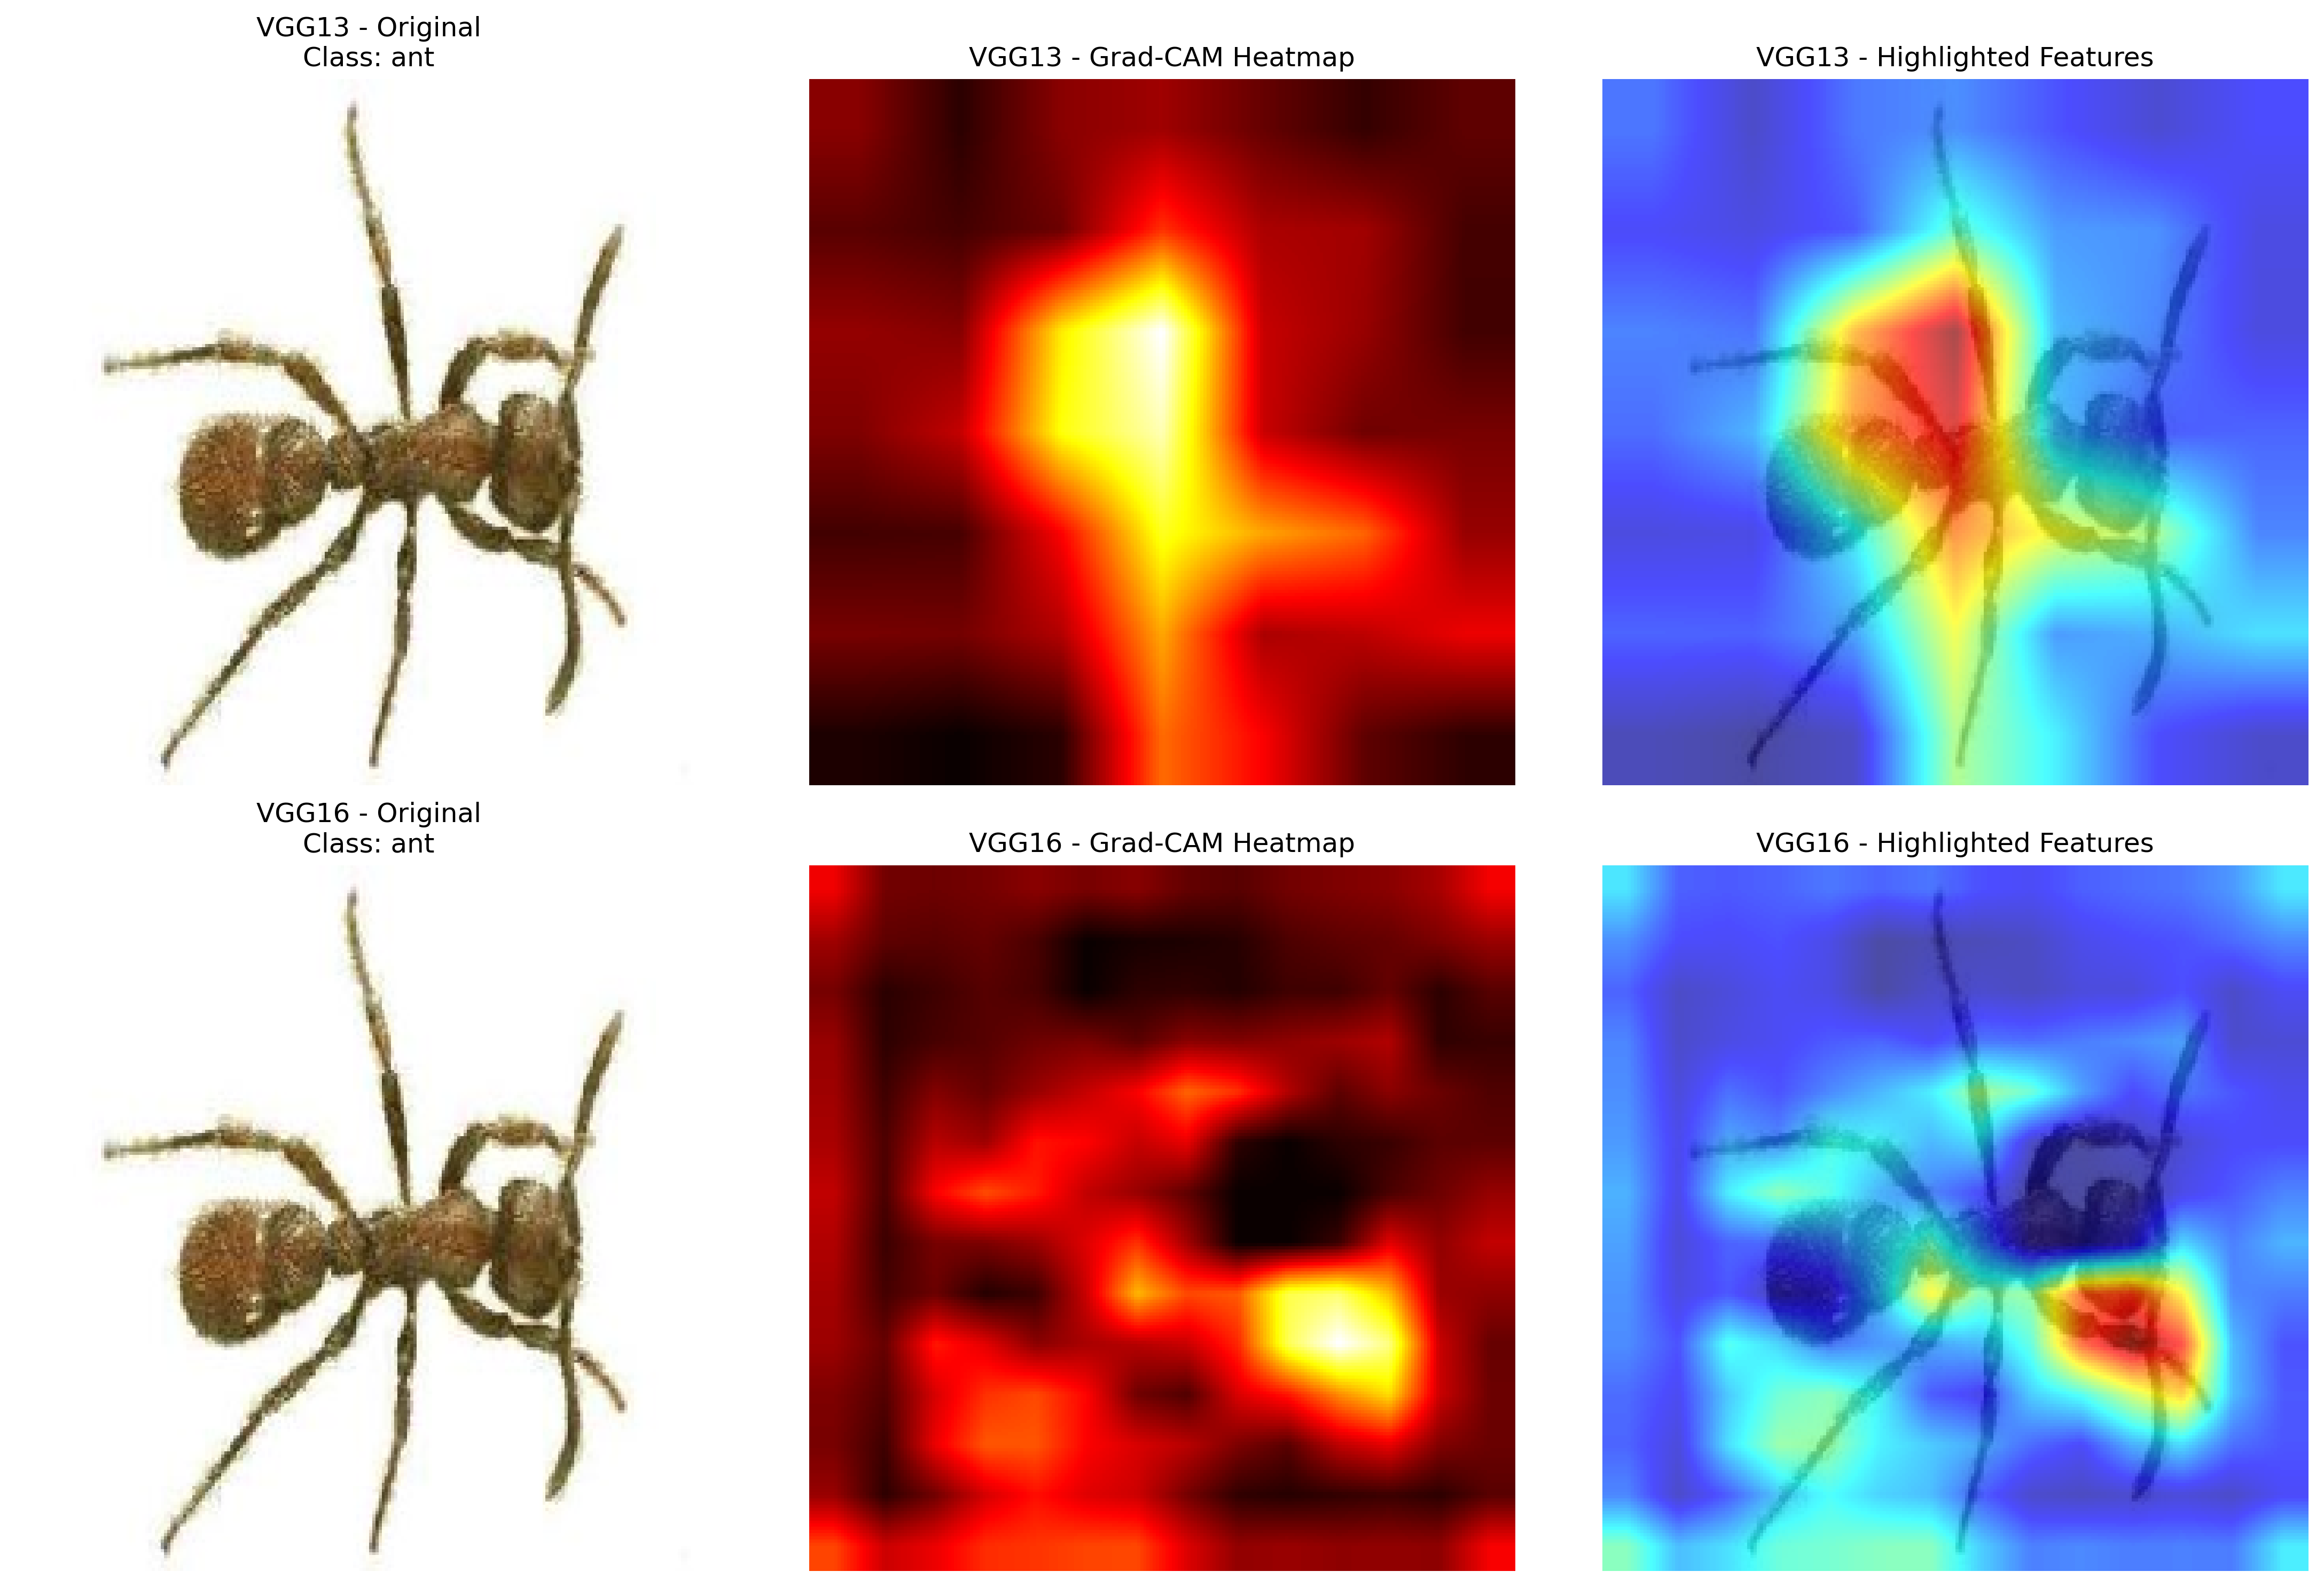 VGG13 - Original
Class: ant
VGG13 - Grad-CAM Heatmap
VGG13 - Highlighted Features
VGG16 - Original
Class: ant
VGG16 - Grad-CAM Heatmap
VGG16 - Highlighted Features